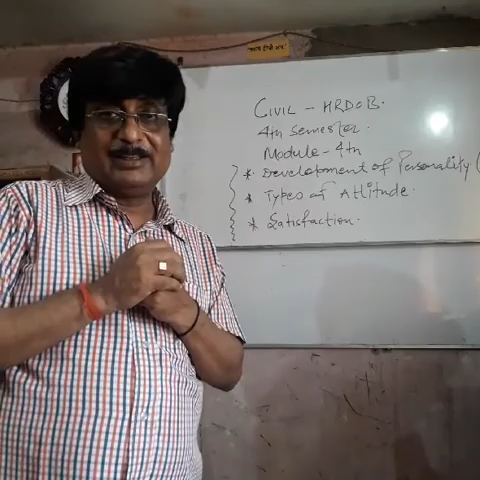 CIVIL - HRDOB.
4th Semester.
Module - 4th
* Development of Personality (
* Types of Attitude.
* Satisfaction.